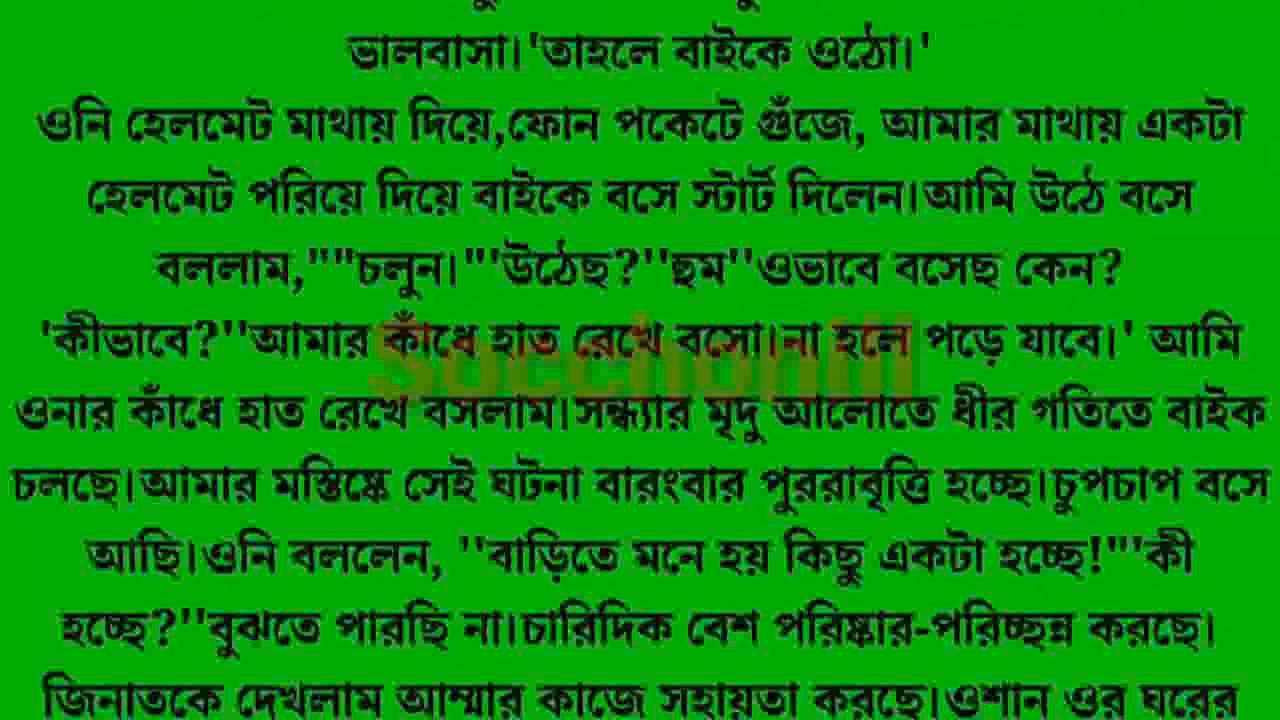 ভালবাসা।'তাহলে বাইকে ওঠো।'
ওনি হেলমেট মাথায় দিয়ে,ফোন পকেটে গুঁজে, আমার মাথায় একটা
হেলমেট পরিয়ে দিয়ে বাইকে বসে স্টার্ট দিলেন।আমি উঠে বসে
বললাম,""চলুন।"'উঠেছ?''হুম''ওভাবে বসেছ কেন?
'কীভাবে?''আমার কাঁধে হাত রেখে বসো।না হলে পড়ে যাবে।' আমি
ওনার কাঁধে হাত রেখে বসলাম।সন্ধ্যার মৃদু আলোতে ধীর গতিতে বাইক
চলছে।আমার মস্তিষ্কে সেই ঘটনা বারংবার পুররাবৃত্তি হচ্ছে।চুপচাপ বসে
আছি।ওনি বললেন, ''বাড়িতে মনে হয় কিছু একটা হচ্ছে!"'কী
হচ্ছে?''বুঝতে পারছি না।চারিদিক বেশ পরিষ্কার-পরিচ্ছন্ন করছে।
জিনাতকে দেখলাম আম্মার কাজে সহায়তা করছে।ওশান ওর ঘরের